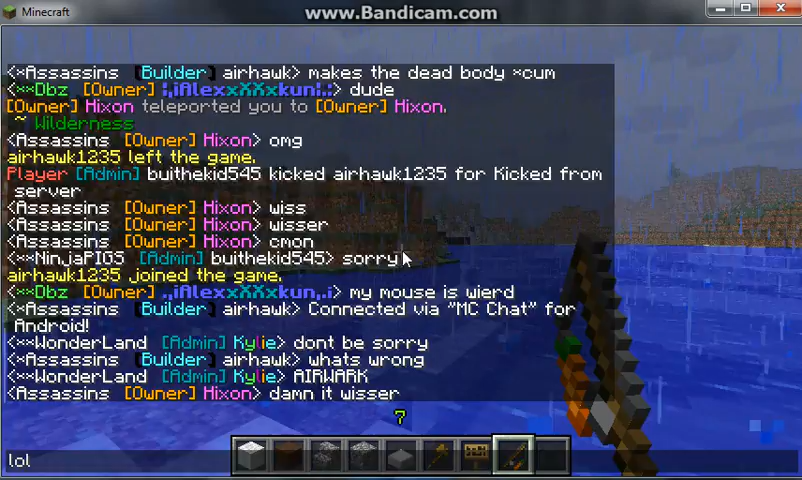 Minecraft
www.Bandicam.com
<*Assassins [Builder] airhawk> makes the dead body *cum
<**Dbz [Owner] ¦,¡AlexxXXxkun¦.¦> dude
[Owner] Hixon teleported you to [Owner] Hixon.
~ Wilderness
<Assassins [Owner] Hixon> omg
airhawk1235 left the game.
Player [Admin] buithekid545 kicked airhawk1235 for Kicked from
server
<Assassins [Owner] Hixon> wiss
<Assassins [Owner] Hixon> wisser
<Assassins [Owner] Hixon> cmon
<**NinjaPIGS [Admin] buithekid545> sorry
airhawk1235 joined the game.
<**Dbz [Owner] .,¡AlexxXXxkun,.¡> my mouse is wierd
<*Assassins [Builder] airhawk> Connected via "MC Chat" for
Android!
<**WonderLand [Admin] Kylie> dont be sorry
<*Assassins [Builder] airhawk> whats wrong
<**WonderLand [Admin] Kylie> AIRWARK
<Assassins [Owner] Hixon> damn it wisser
7
lol